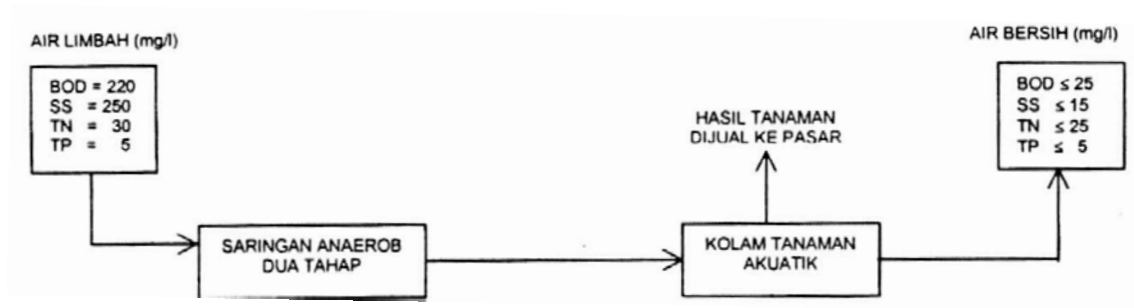 AIR LIMBAH (mg/l)
BOD = 220
SS = 250
TN = 30
TP = 5
SARINGAN ANAEROB
DUA TAHAP
HASIL TANAMAN
DIJUAL KE PASAR
KOLAM TANAMAN
AKUATIK
AIR BERSIH (mg/l)
BOD ≤ 25
SS ≤ 15
TN ≤ 25
TP ≤ 5